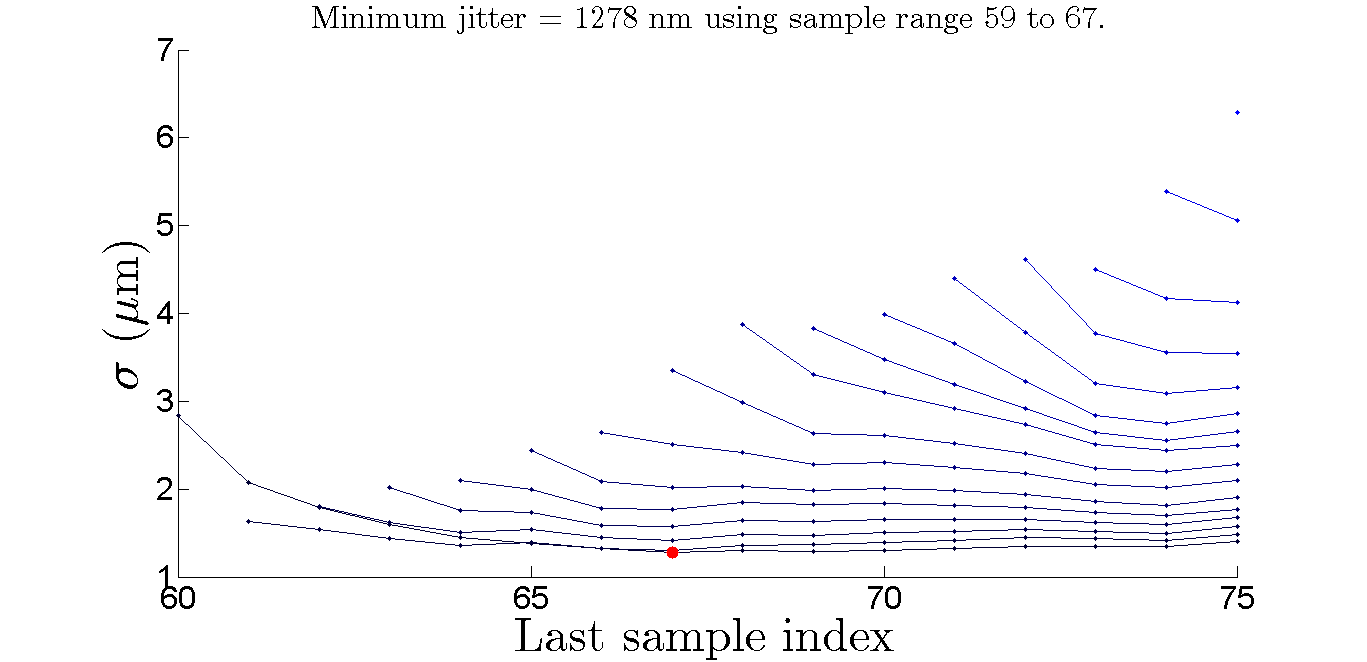 Minimum jitter = 1278 nm using sample range 59 to 67.
7
6
5
4
3
2
1
σ (μm)
60 65 70 75
Last sample index